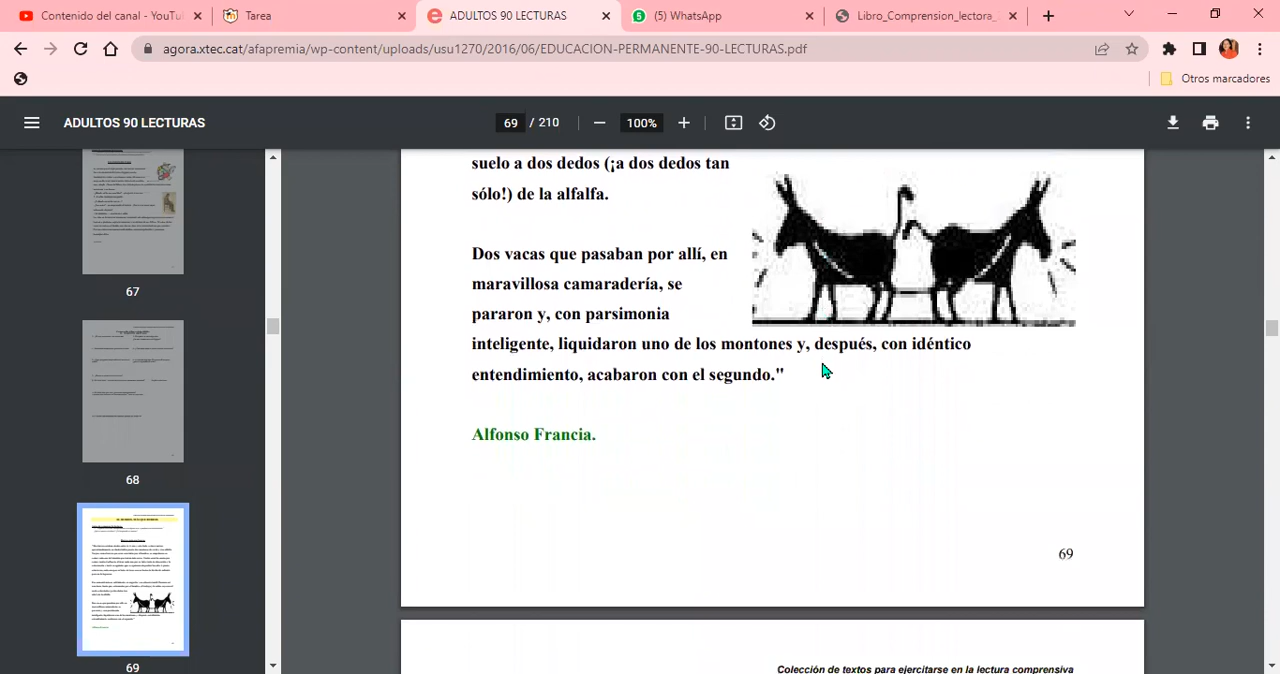 Contenido del canal - YouTu
Tarea
ADULTOS 90 LECTURAS
(5) WhatsApp
Libro_Comprension_lectora_
agora.xtec.cat/afapremia/wp-content/uploads/usu1270/2016/06/EDUCACION-PERMANENTE-90-LECTURAS.pdf
Otros marcadores
ADULTOS 90 LECTURAS
69 / 210
100%
67
68
69
suelo a dos dedos (¡a dos dedos tan
sólo!) de la alfalfa.
Dos vacas que pasaban por allí, en
maravillosa camaradería, se
pararon y, con parsimonia
inteligente, liquidaron uno de los montones y, después, con idéntico
entendimiento, acabaron con el segundo."
Alfonso Francia.
69
Colección de textos para ejercitarse en la lectura comprensiva